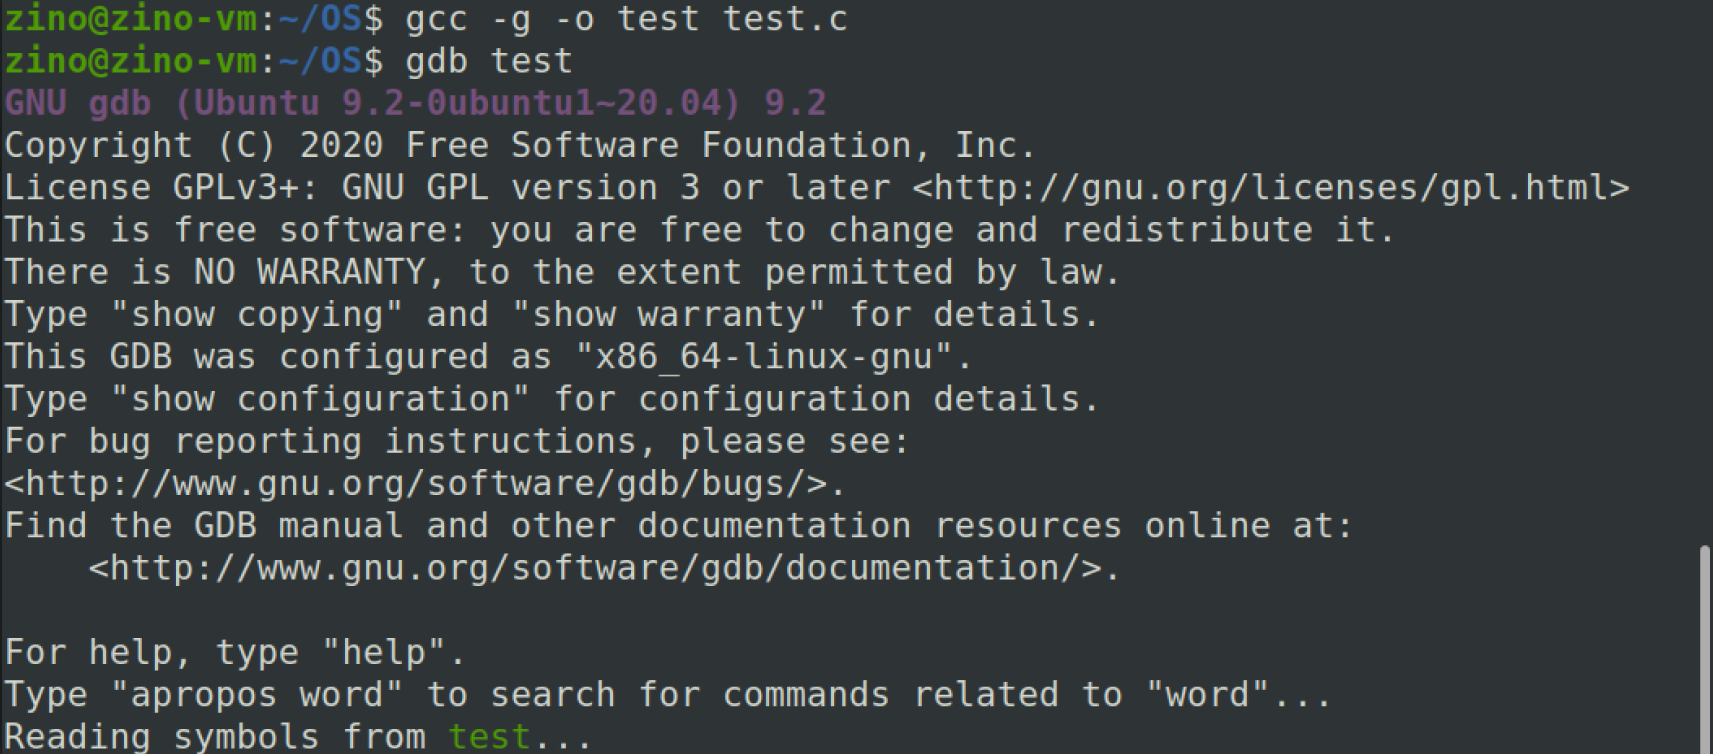 zino@zino-vm:~/OS$ gcc -g -o test test.c
zino@zino-vm:~/OS$ gdb test
GNU gdb (Ubuntu 9.2-0ubuntu1~20.04) 9.2
Copyright (C) 2020 Free Software Foundation, Inc.
License GPLv3+: GNU GPL version 3 or later <http://gnu.org/licenses/gpl.html>
This is free software: you are free to change and redistribute it.
There is NO WARRANTY, to the extent permitted by law.
Type "show copying" and "show warranty" for details.
This GDB was configured as "x86_64-linux-gnu".
Type "show configuration" for configuration details.
For bug reporting instructions, please see:
<http://www.gnu.org/software/gdb/bugs/>.
Find the GDB manual and other documentation resources online at:
    <http://www.gnu.org/software/gdb/documentation/>.

For help, type "help".
Type "apropos word" to search for commands related to "word"...
Reading symbols from test...